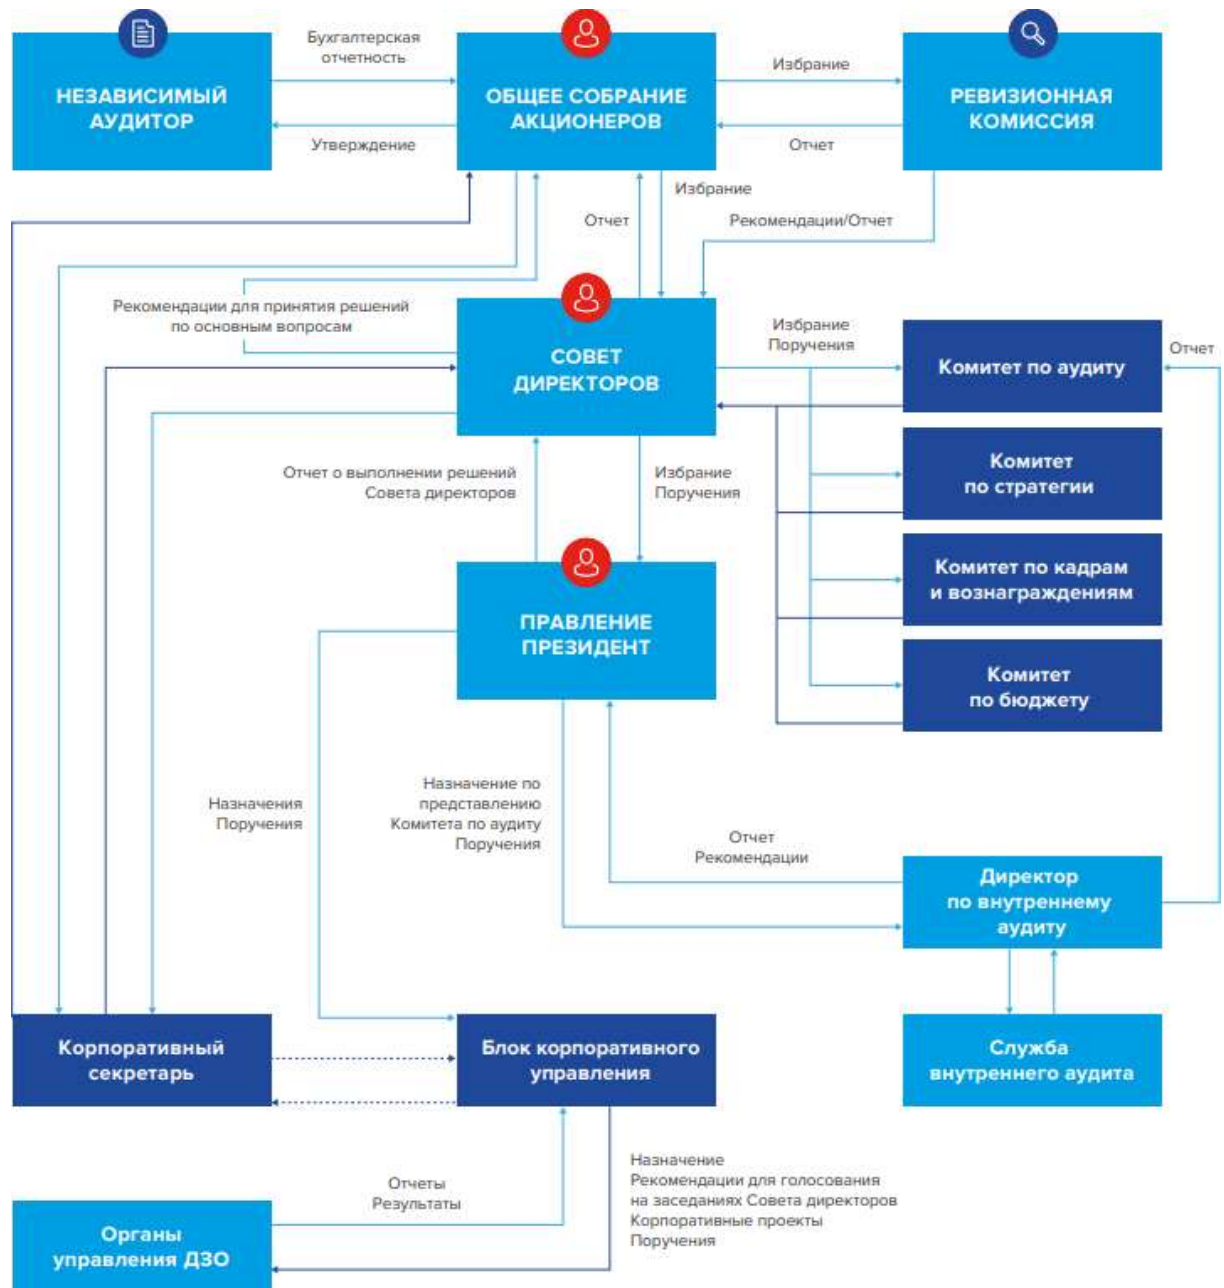 Бухгалтерская
отчетность
НЕЗАВИСИМЫЙ
АУДИТОР
Утверждение
ОБЩЕЕ СОБРАНИЕ
АКЦИОНЕРОВ
Избрание
Отчет
РЕВИЗИОННАЯ
КОМИССИЯ
Избрание
Отчет
Рекомендации/Отчет
Рекомендации для принятия решений
по основным вопросам
СОВЕТ
ДИРЕКТОРОВ
Избрание
Поручения
Комитет по аудиту
Отчет
Комитет
по стратегии
Отчет о выполнении решений
Совета директоров
Избрание
Поручения
Комитет по кадрам
и вознаграждениям
ПРАВЛЕНИЕ
ПРЕЗИДЕНТ
Комитет
по бюджету
Назначения
Поручения
Назначение по
представлению
Комитета по аудиту
Поручения
Отчет
Рекомендации
Директор
по внутреннему
аудиту
Корпоративный
секретарь
Блок корпоративного
управления
Служба
внутреннего аудита
Отчеты
Результаты
Назначение
Рекомендации для голосования
на заседаниях Совета директоров
Корпоративные проекты
Поручения
Органы
управления ДЗО